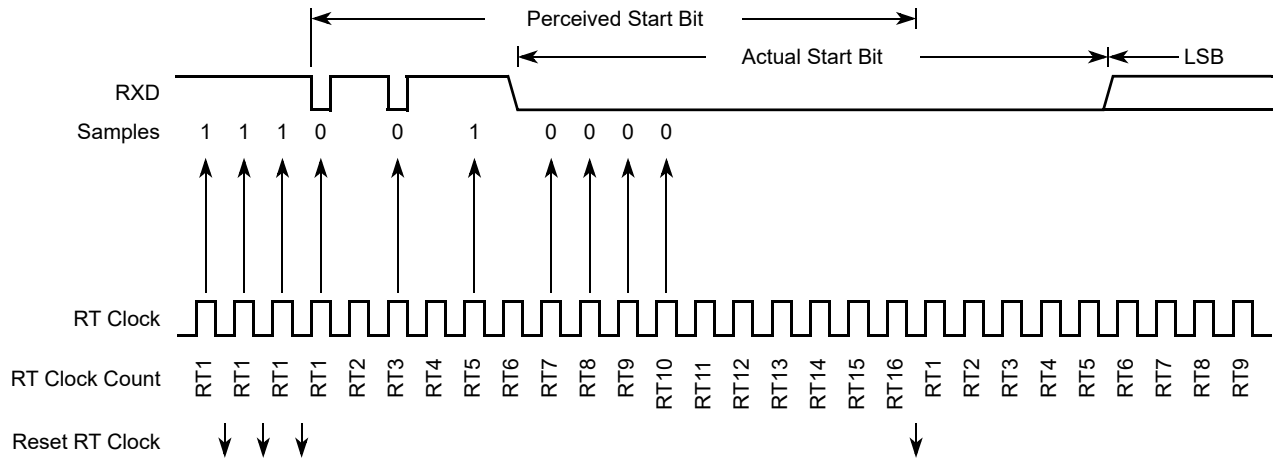 Perceived Start Bit
Actual Start Bit LSB
RXD
Samples 1 1 1 0 0 1 0 0 0 0
RT Clock
RT Clock Count RT1 RT1 RT1 RT1 RT2 RT3 RT4 RT5 RT6 RT7 RT8 RT9 RT10 RT11 RT12 RT13 RT14 RT15 RT16 RT1 RT2 RT3 RT4 RT5 RT6 RT7 RT8 RT9
Reset RT Clock